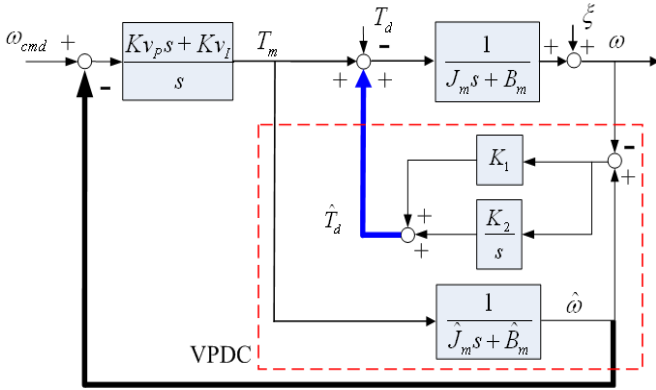 ω_cmd + -
Kv_P s + Kv_I
s
T_m
T_d
- + +
1
J_m s + B_m
+ +
ξ
ω
- +
K_1
K_2
s
+ +
T̂_d
1
Ĵ_m s + B̂_m
ω̂
VPDC